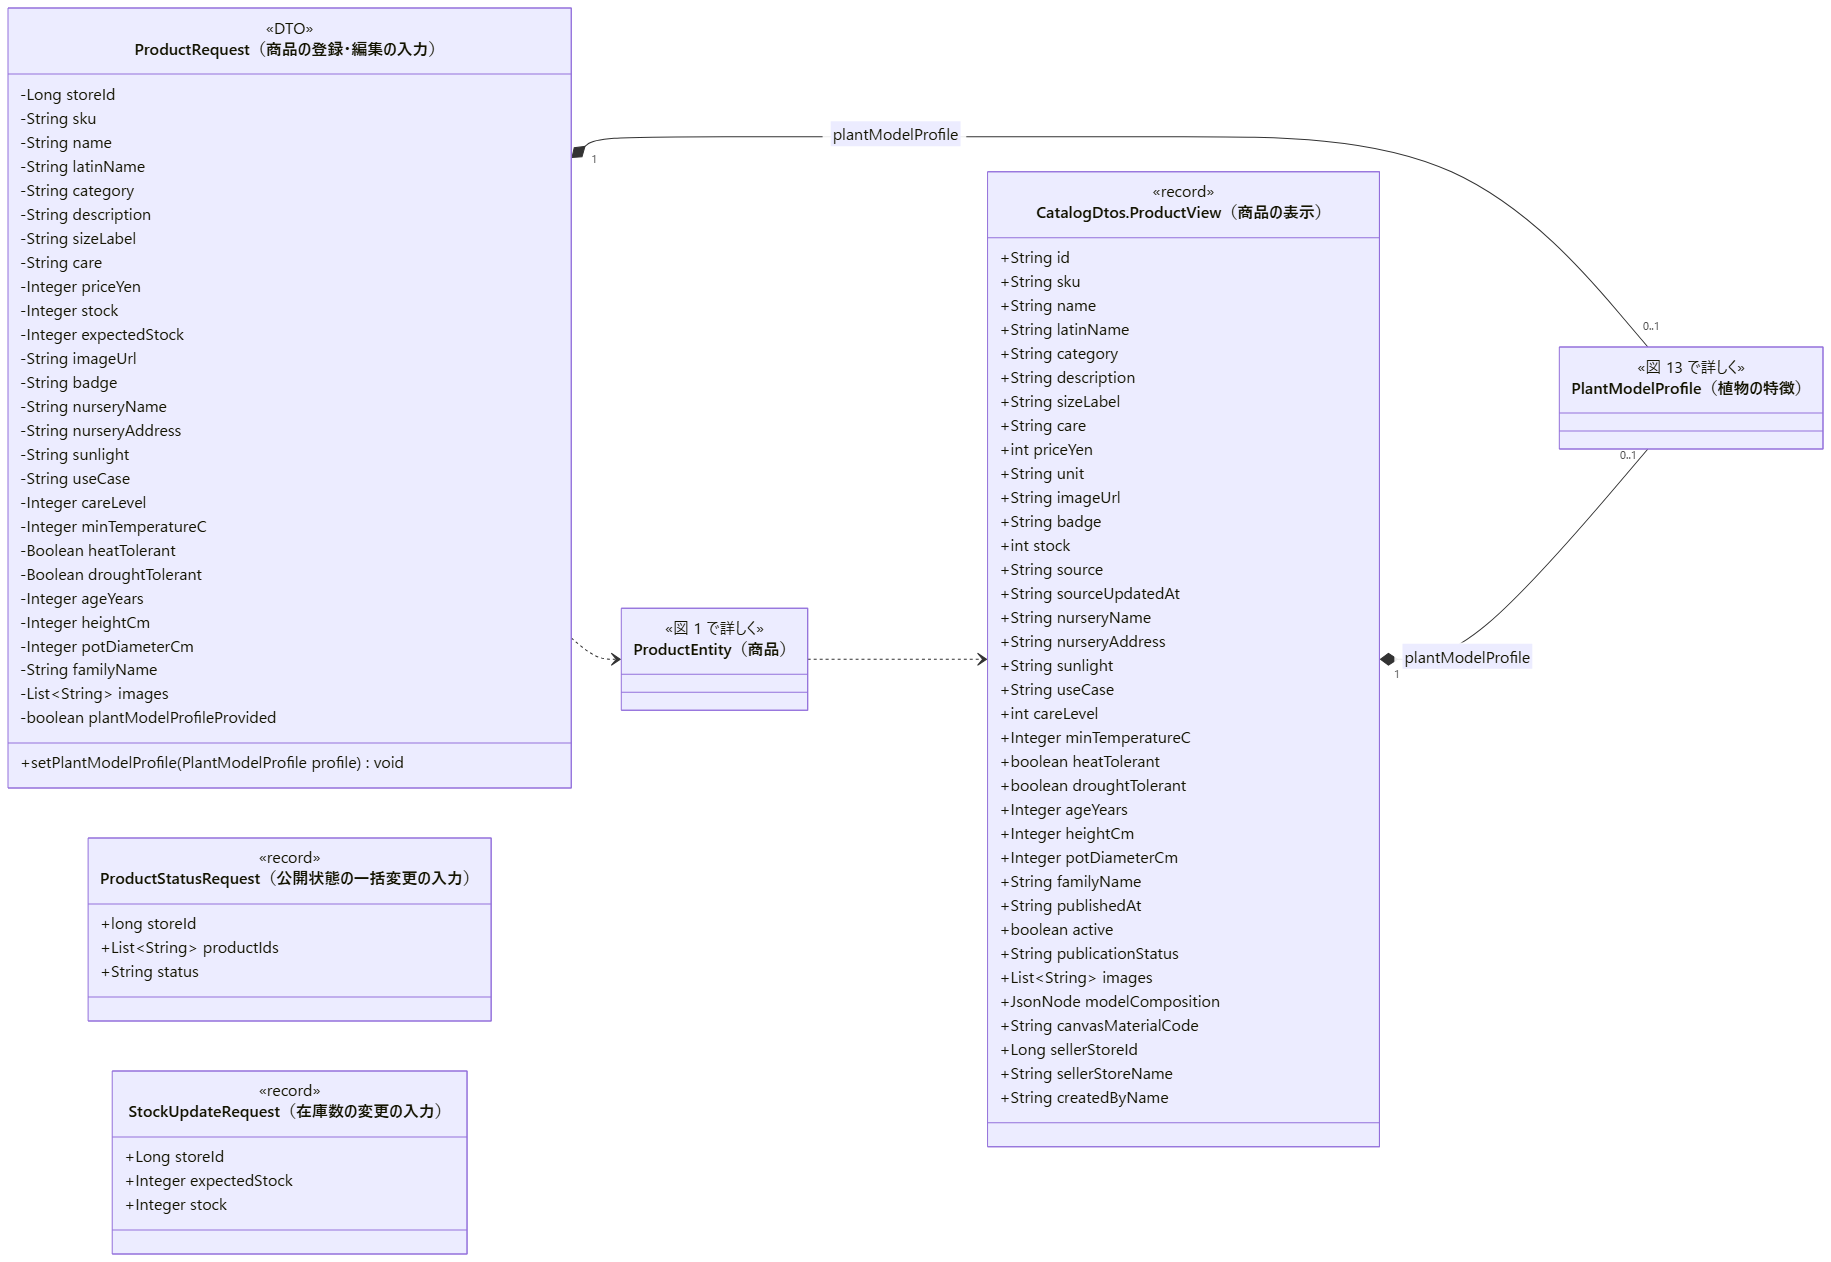 «DTO»
ProductRequest（商品の登録・編集の入力）
-Long storeId
-String sku
-String name
-String latinName
-String category
-String description
-String sizeLabel
-String care
-Integer priceYen
-Integer stock
-Integer expectedStock
-String imageUrl
-String badge
-String nurseryName
-String nurseryAddress
-String sunlight
-String useCase
-Integer careLevel
-Integer minTemperatureC
-Boolean heatTolerant
-Boolean droughtTolerant
-Integer ageYears
-Integer heightCm
-Integer potDiameterCm
-String familyName
-List<String> images
-boolean plantModelProfileProvided
+setPlantModelProfile(PlantModelProfile profile) : void
1
plantModelProfile
0..1
«図 13 で詳しく»
PlantModelProfile（植物の特徴）
0..1
plantModelProfile
1
«図 1 で詳しく»
ProductEntity（商品）
«record»
CatalogDtos.ProductView（商品の表示）
+String id
+String sku
+String name
+String latinName
+String category
+String description
+String sizeLabel
+String care
+int priceYen
+String unit
+String imageUrl
+String badge
+int stock
+String source
+String sourceUpdatedAt
+String nurseryName
+String nurseryAddress
+String sunlight
+String useCase
+int careLevel
+Integer minTemperatureC
+boolean heatTolerant
+boolean droughtTolerant
+Integer ageYears
+Integer heightCm
+Integer potDiameterCm
+String familyName
+String publishedAt
+boolean active
+String publicationStatus
+List<String> images
+JsonNode modelComposition
+String canvasMaterialCode
+Long sellerStoreId
+String sellerStoreName
+String createdByName
«record»
ProductStatusRequest（公開状態の一括変更の入力）
+long storeId
+List<String> productIds
+String status
«record»
StockUpdateRequest（在庫数の変更の入力）
+Long storeId
+Integer expectedStock
+Integer stock